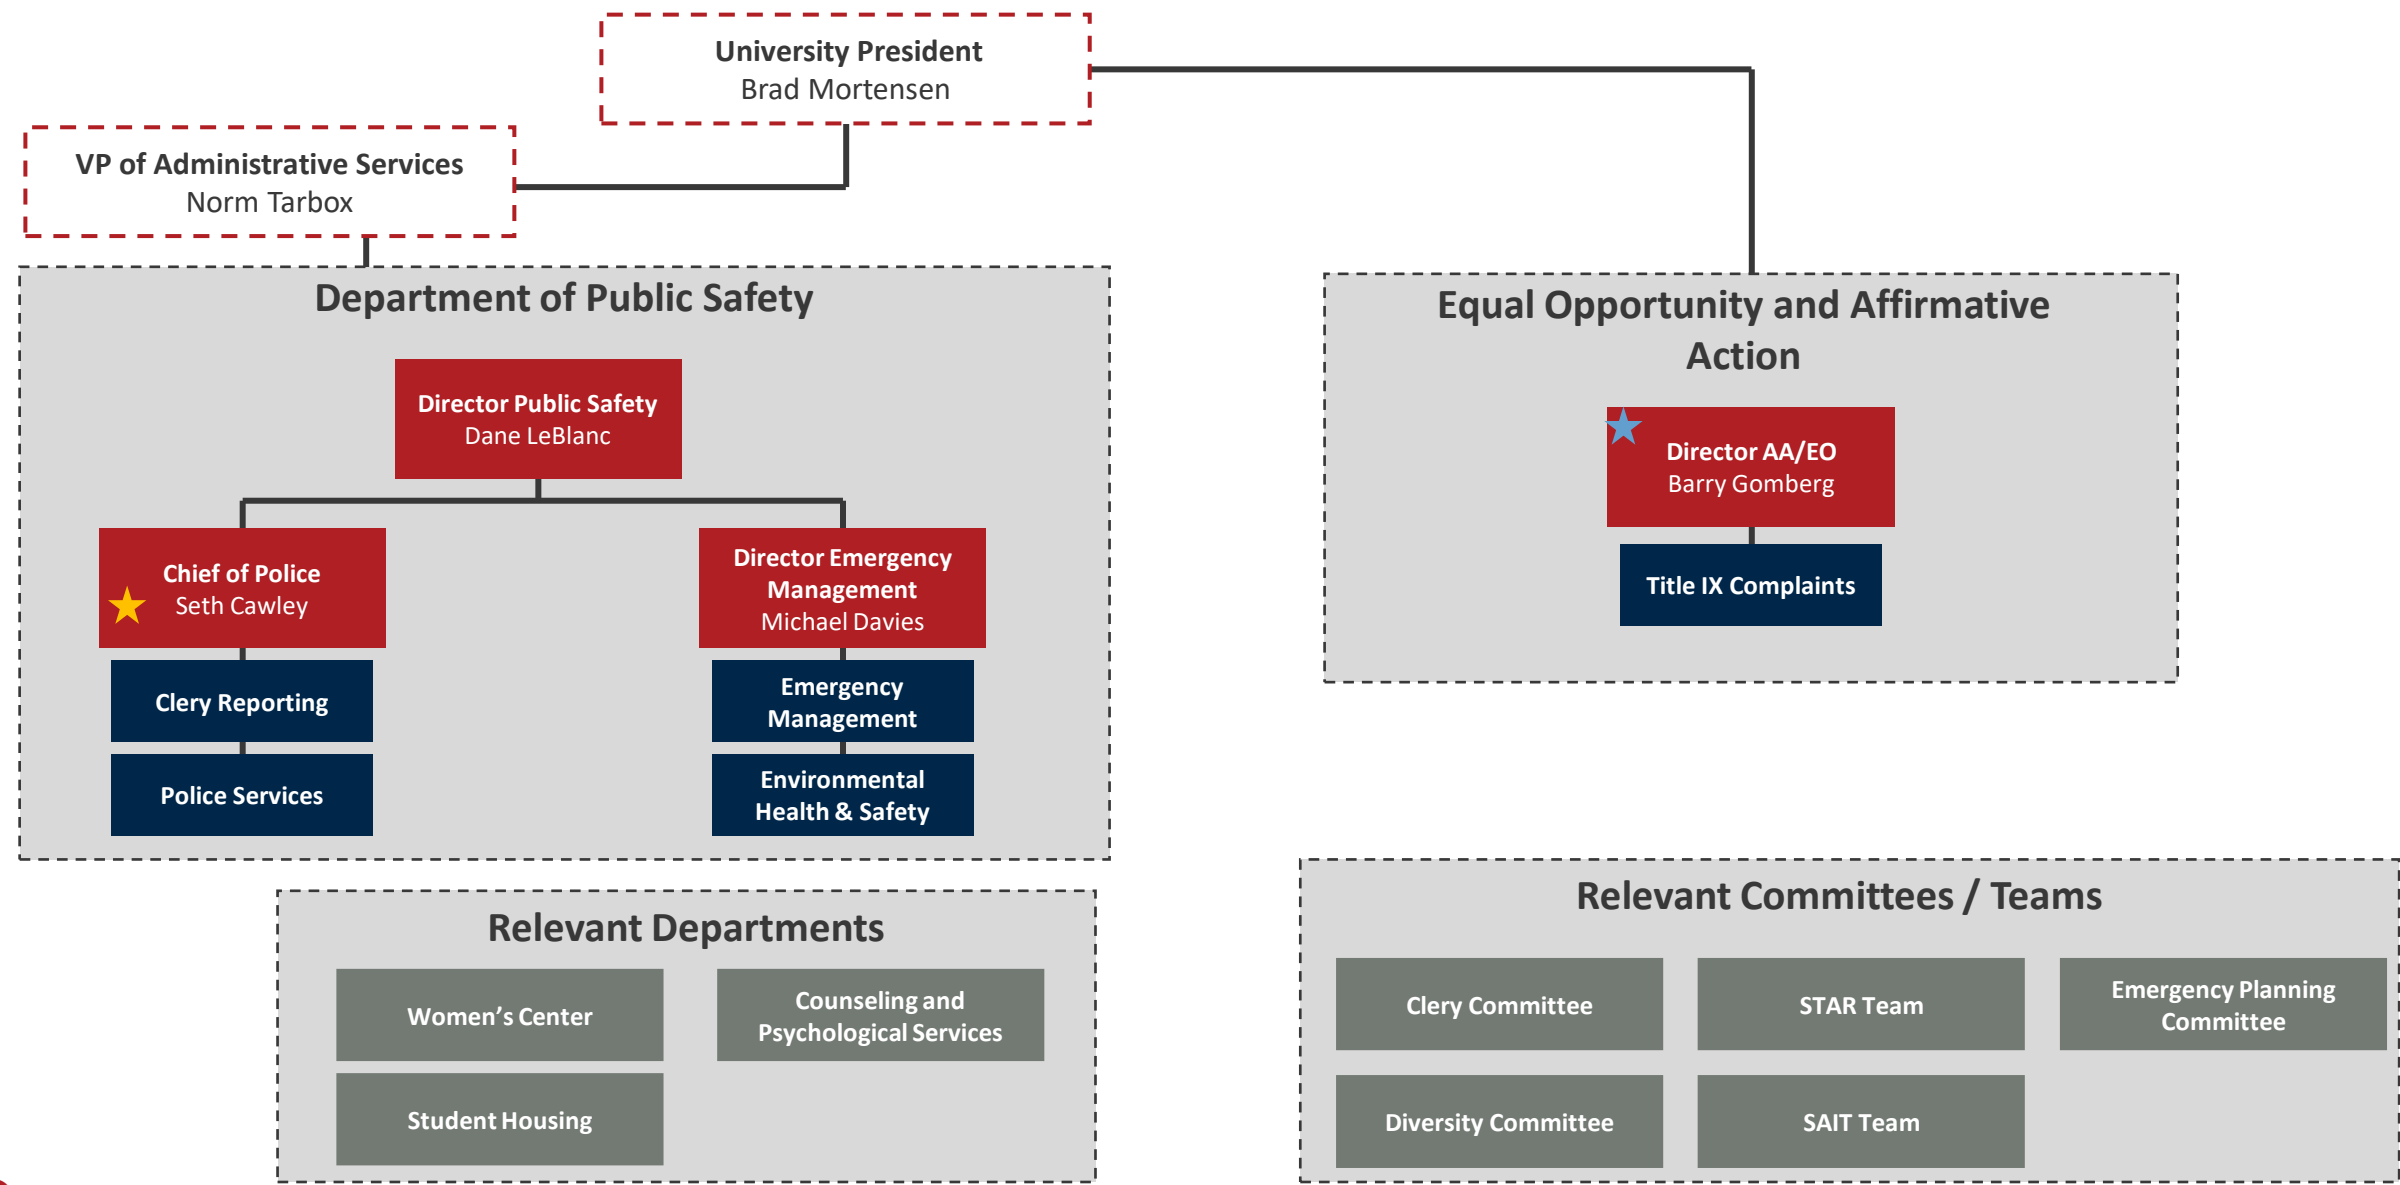 University President
Brad Mortensen
VP of Administrative Services
Norm Tarbox
Department of Public Safety
Director Public Safety
Dane LeBlanc
Chief of Police
Seth Cawley
Director Emergency
Management
Michael Davies
Clery Reporting
Emergency
Management
Police Services
Environmental
Health & Safety
Equal Opportunity and Affirmative
Action
Director AA/EO
Barry Gomberg
Title IX Complaints
Relevant Departments
Women’s Center
Counseling and
Psychological Services
Student Housing
Relevant Committees / Teams
Clery Committee
STAR Team
Emergency Planning
Committee
Diversity Committee
SAIT Team